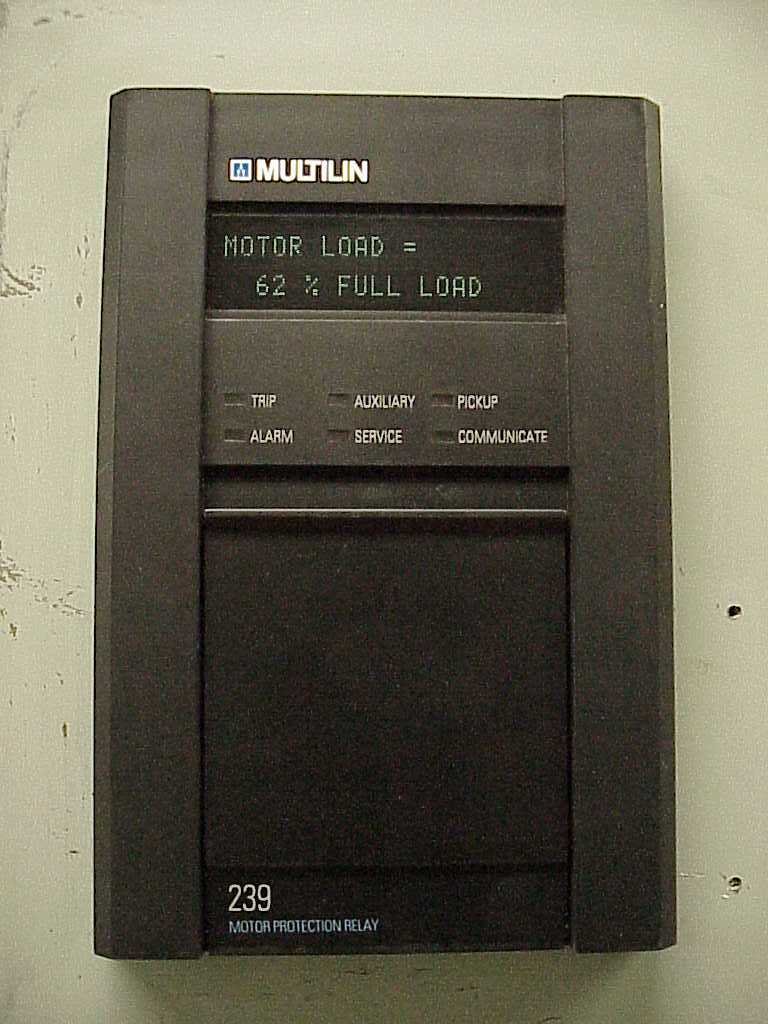 MULTILIN
MOTOR LOAD =
62 % FULL LOAD
TRIP AUXILIARY PICKUP
ALARM SERVICE COMMUNICATE
239
MOTOR PROTECTION RELAY